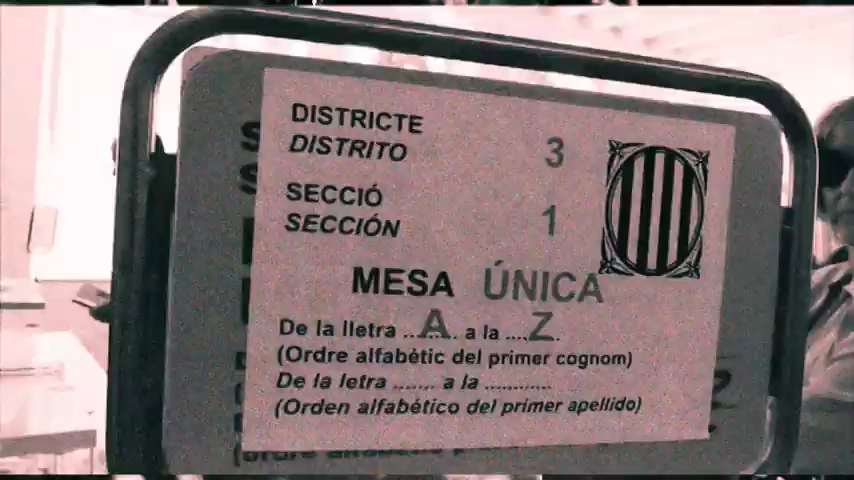 DISTRICTE
DISTRITO 3
SECCIÓ
SECCIÓN 1
MESA ÚNICA
De la lletra ...A... a la ....Z..
(Ordre alfabètic del primer cognom)
De la letra ....... a la ............
(Orden alfabético del primer apellido)